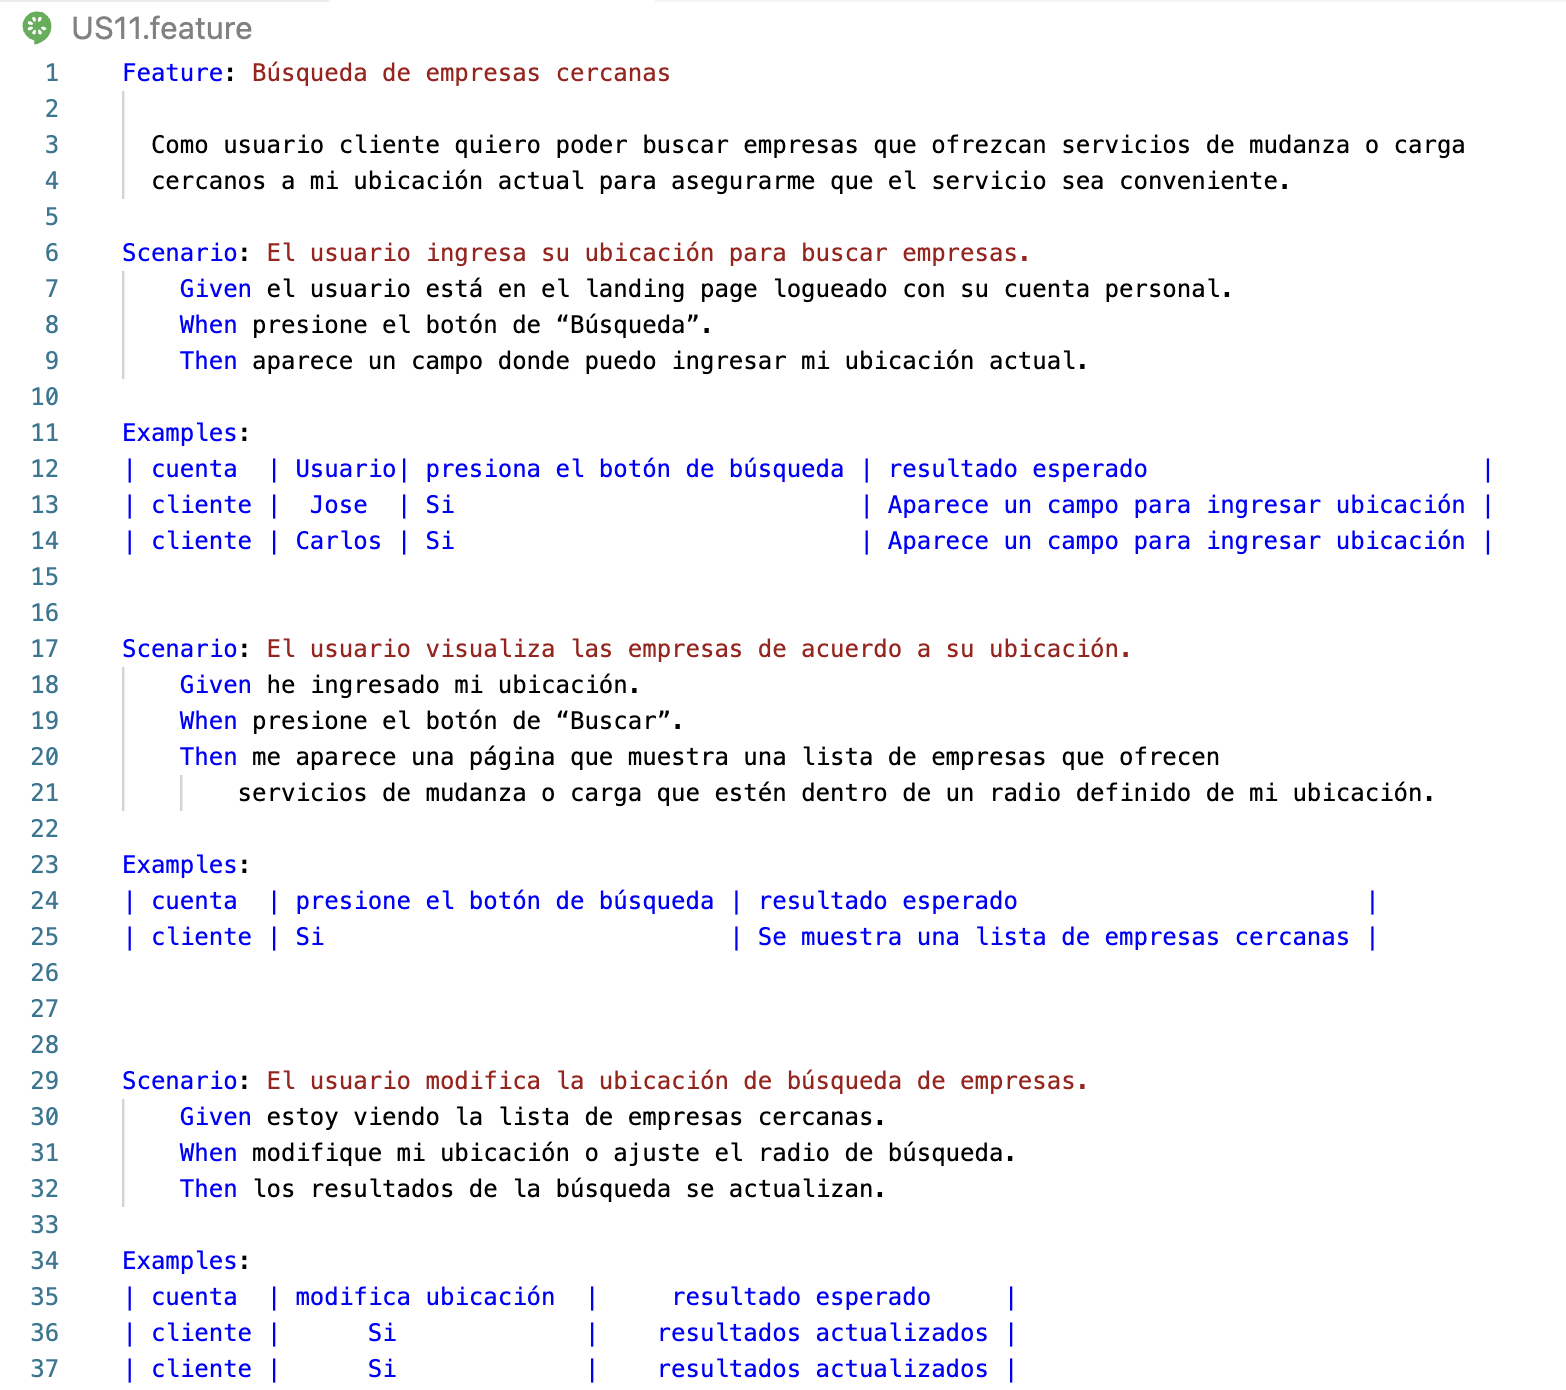 US11.feature
1 Feature: Búsqueda de empresas cercanas
2
3 Como usuario cliente quiero poder buscar empresas que ofrezcan servicios de mudanza o carga
4 cercanos a mi ubicación actual para asegurarme que el servicio sea conveniente.
5
6 Scenario: El usuario ingresa su ubicación para buscar empresas.
7 Given el usuario está en el landing page logueado con su cuenta personal.
8 When presione el botón de “Búsqueda”.
9 Then aparece un campo donde puedo ingresar mi ubicación actual.
10
11 Examples:
12 | cuenta | Usuario| presiona el botón de búsqueda | resultado esperado |
13 | cliente | Jose | Si | Aparece un campo para ingresar ubicación |
14 | cliente | Carlos | Si | Aparece un campo para ingresar ubicación |
15
16
17 Scenario: El usuario visualiza las empresas de acuerdo a su ubicación.
18 Given he ingresado mi ubicación.
19 When presione el botón de “Buscar”.
20 Then me aparece una página que muestra una lista de empresas que ofrecen
21 servicios de mudanza o carga que estén dentro de un radio definido de mi ubicación.
22
23 Examples:
24 | cuenta | presione el botón de búsqueda | resultado esperado |
25 | cliente | Si | Se muestra una lista de empresas cercanas |
26
27
28
29 Scenario: El usuario modifica la ubicación de búsqueda de empresas.
30 Given estoy viendo la lista de empresas cercanas.
31 When modifique mi ubicación o ajuste el radio de búsqueda.
32 Then los resultados de la búsqueda se actualizan.
33
34 Examples:
35 | cuenta | modifica ubicación | resultado esperado |
36 | cliente | Si | resultados actualizados |
37 | cliente | Si | resultados actualizados |